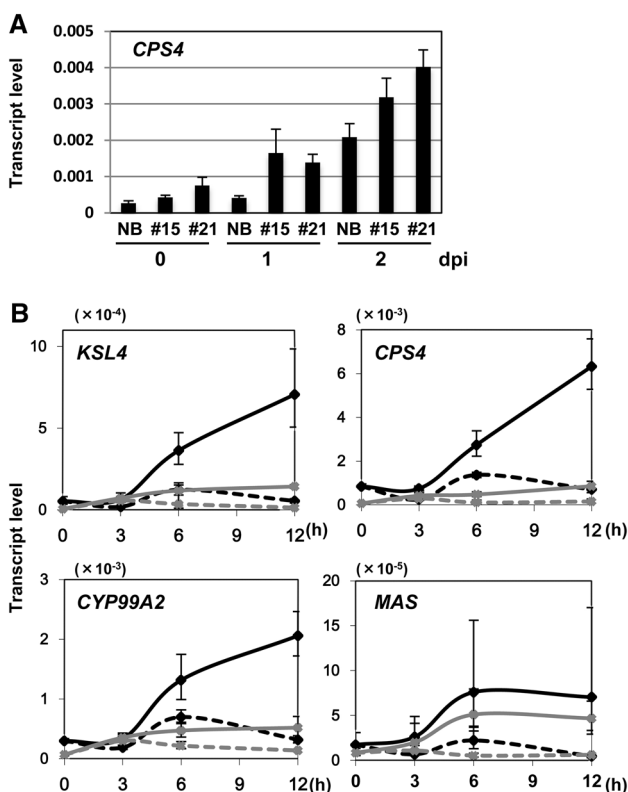 A
CPS4
Transcript level
0.005
0.004
0.003
0.002
0.001
0
NB #15 #21 NB #15 #21 NB #15 #21
0 1 2 dpi
B
Transcript level
(×10-4)
KSL4
10
5
0
0 3 6 9 12 (h)
(×10-3)
CPS4
8
6
4
2
0
0 3 6 9 12 (h)
(×10-3)
CYP99A2
3
2
1
0
0 3 6 9 12 (h)
(×10-5)
MAS
20
15
10
5
0
0 3 6 9 12 (h)